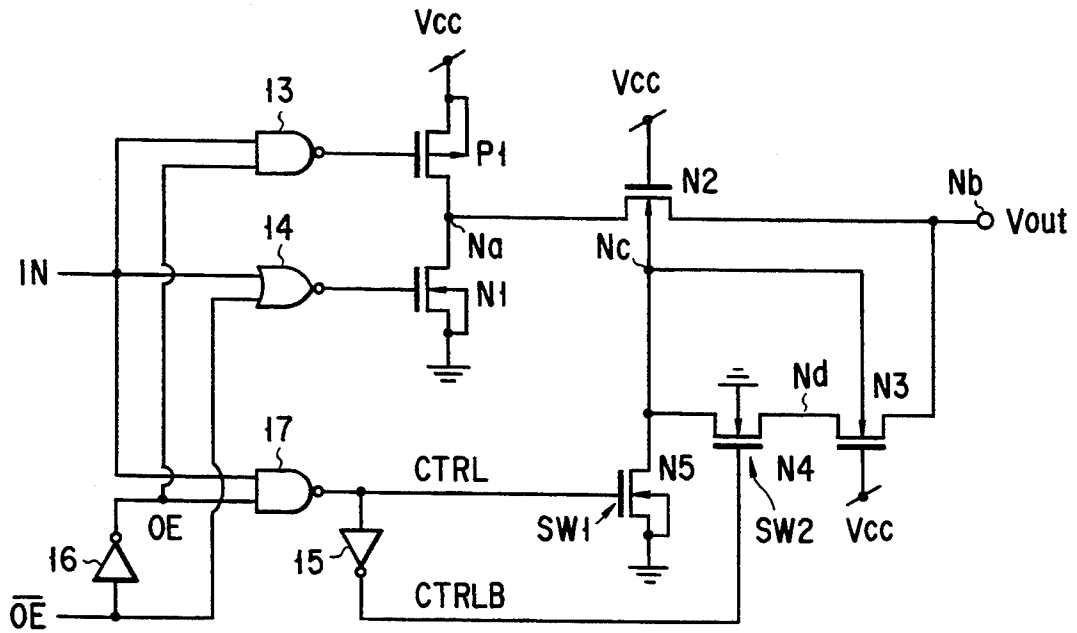 Vcc
Vcc
13
P1
N2
Nb
Vout
14
Na
Nc
IN
N1
Nd
N3
17
CTRL
N5
N4
OE
SW1
SW2
Vcc
16
15
CTRLB
O̅E̅